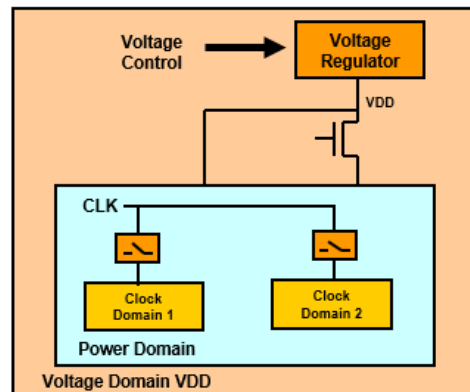 Voltage
Control
Voltage
Regulator
VDD
CLK
Clock
Domain 1
Clock
Domain 2
Power Domain
Voltage Domain VDD